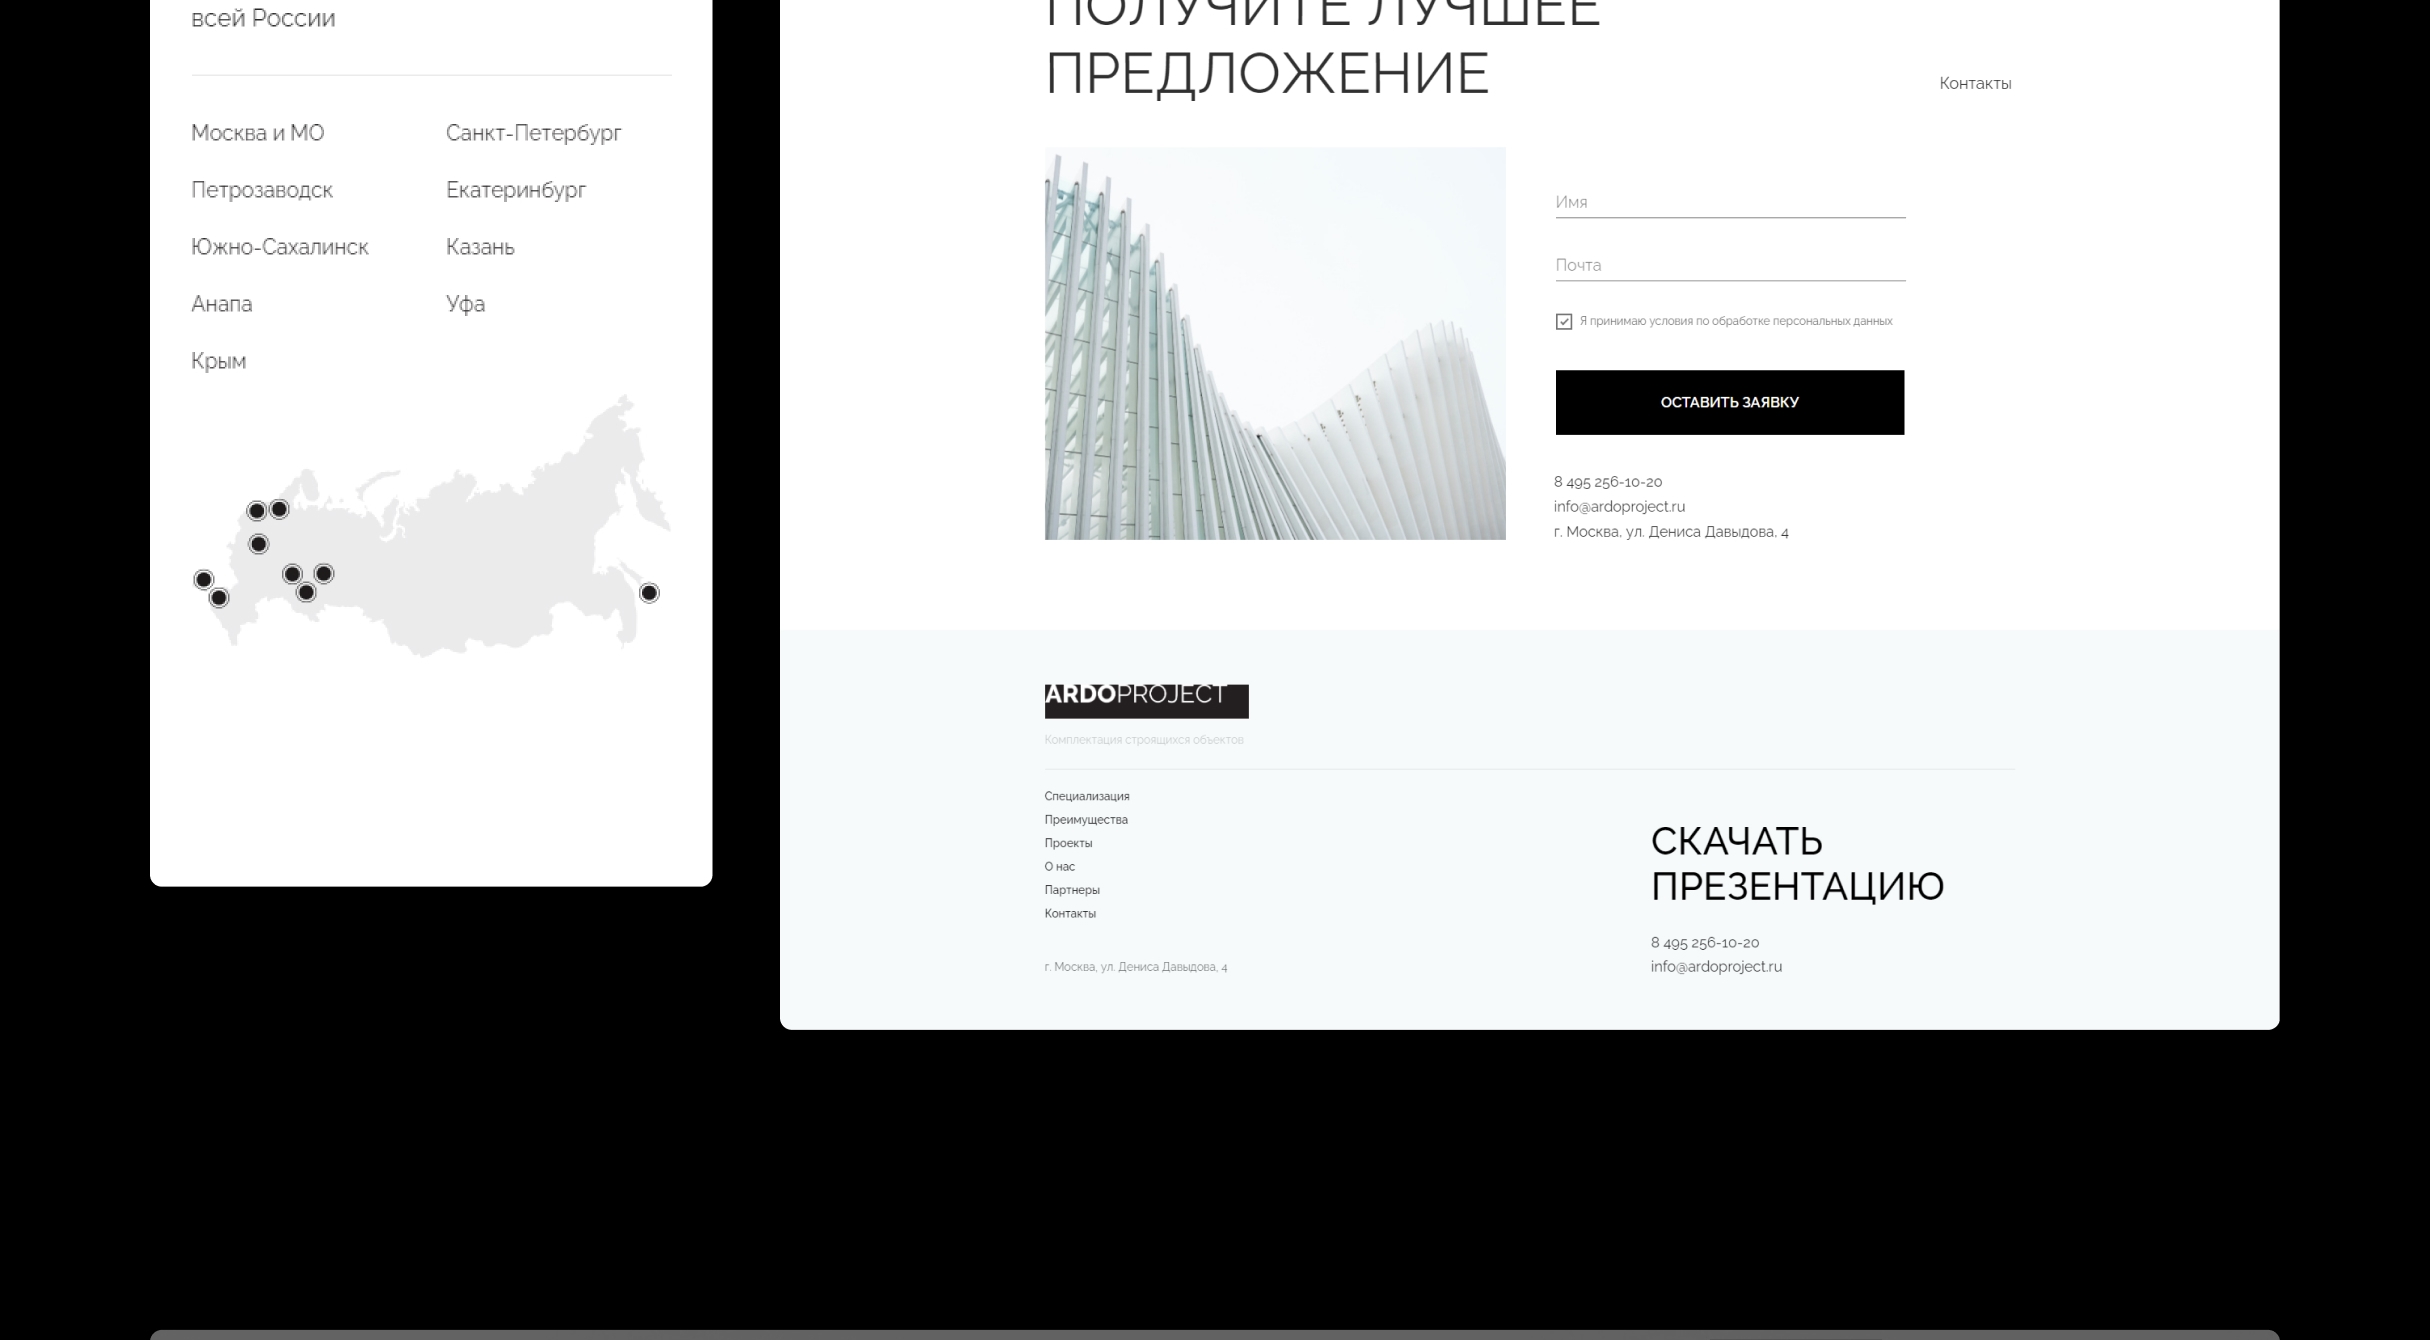 всей России
Москва и МО
Санкт-Петербург
Петрозаводск
Екатеринбург
Южно-Сахалинск
Казань
Анапа
Уфа
Крым
ПОЛУЧИТЕ ЛУЧШЕЕ
ПРЕДЛОЖЕНИЕ
Контакты
Имя
Почта
Я принимаю условия по обработке персональных данных
ОСТАВИТЬ ЗАЯВКУ
8 495 256-10-20
info@ardoproject.ru
г. Москва, ул. Дениса Давыдова, 4
ARDOPROJECT
Комплектация строящихся объектов
Специализация
Преимущества
Проекты
О нас
Партнеры
Контакты
г. Москва, ул. Дениса Давыдова, 4
СКАЧАТЬ
ПРЕЗЕНТАЦИЮ
8 495 256-10-20
info@ardoproject.ru